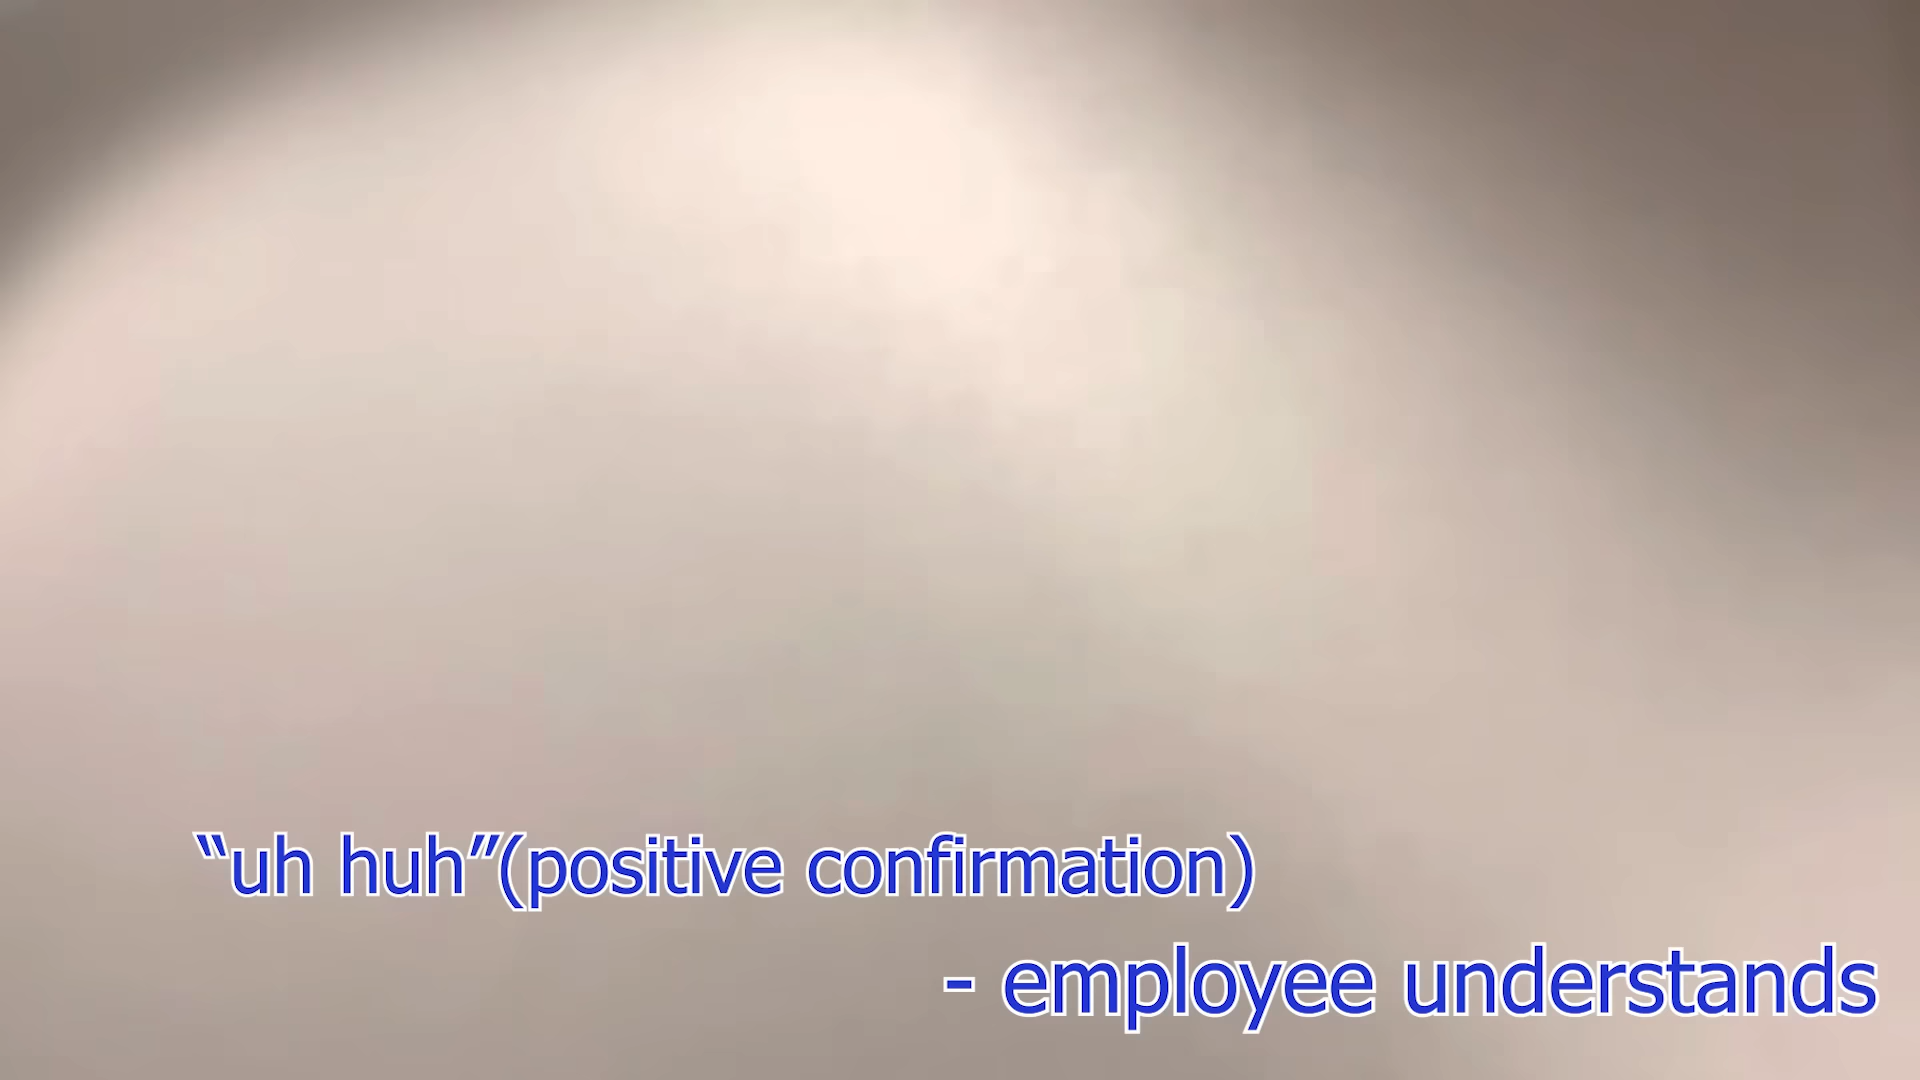 “uh huh”(positive confirmation)
- employee understands